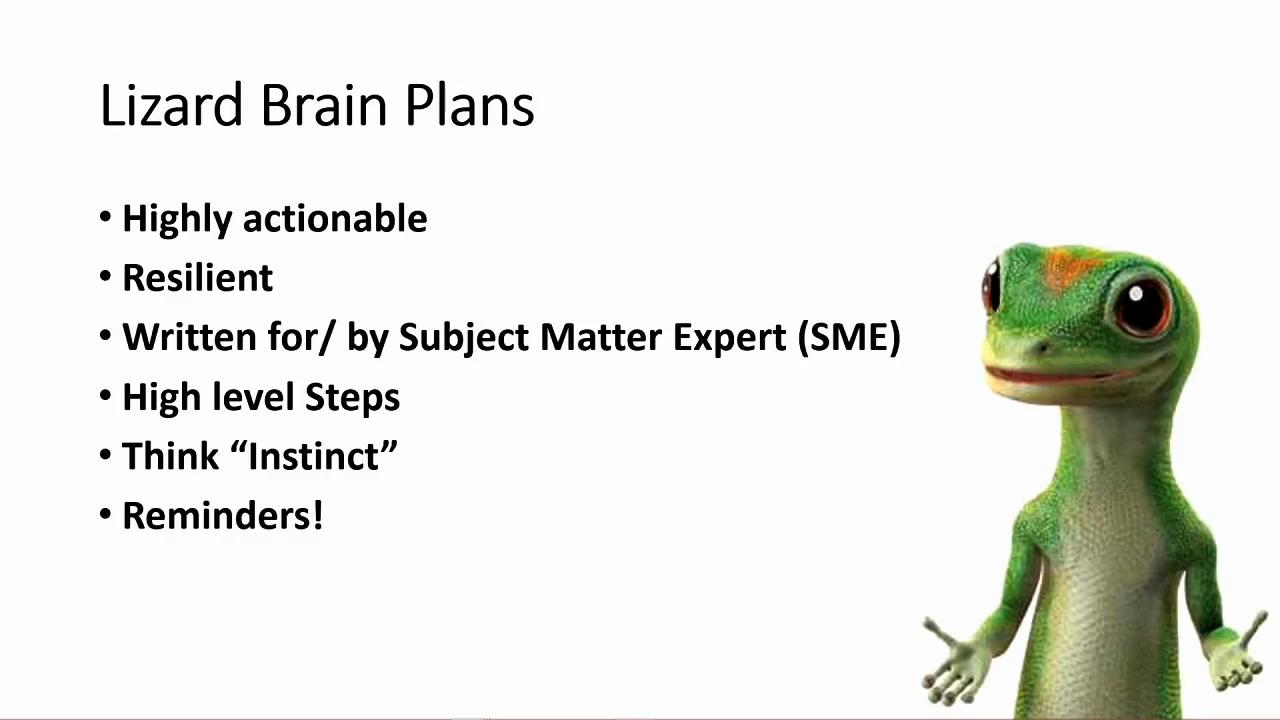 Lizard Brain Plans
• Highly actionable
• Resilient
• Written for/ by Subject Matter Expert (SME)
• High level Steps
• Think “Instinct”
• Reminders!